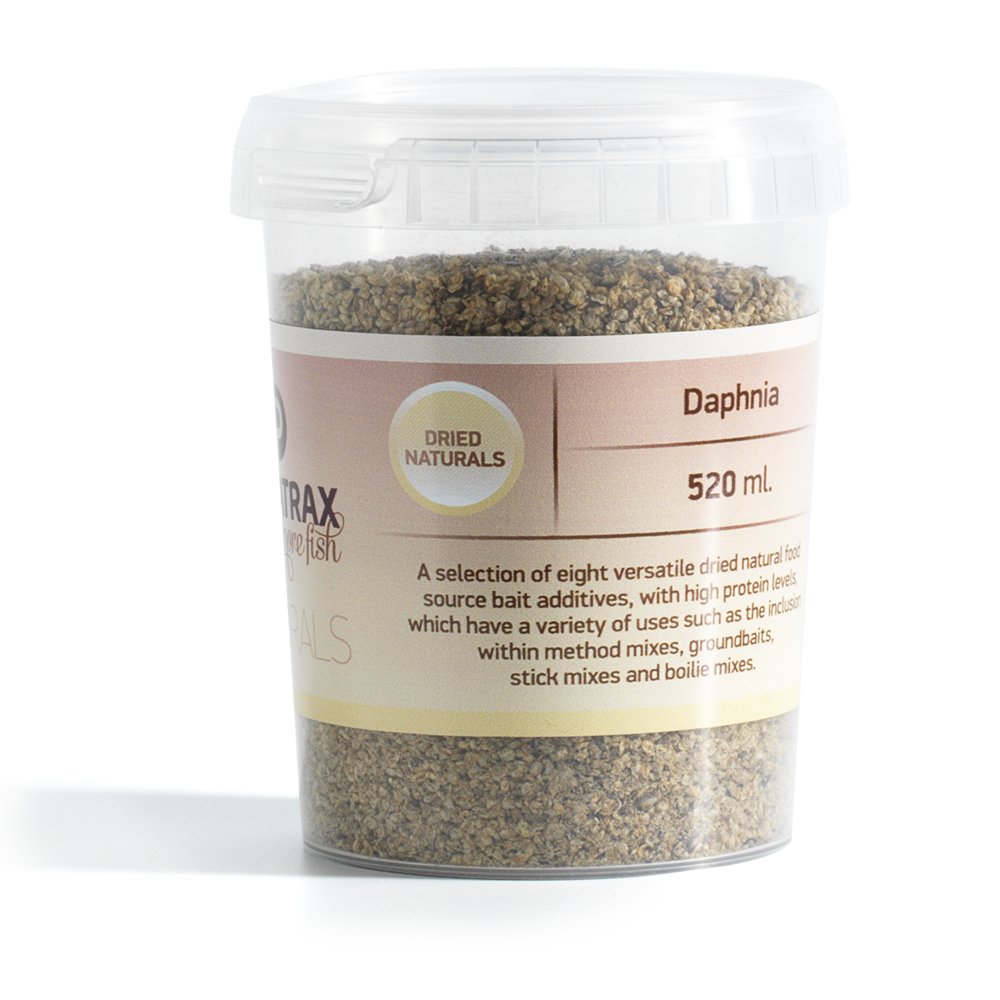 TRAX
fish
RALS
DRIED
NATURALS
Daphnia
520 ml.
A selection of eight versatile dried natural food
source bait additives, with high protein levels,
which have a variety of uses such as the inclusion
within method mixes, groundbaits,
stick mixes and boilie mixes.